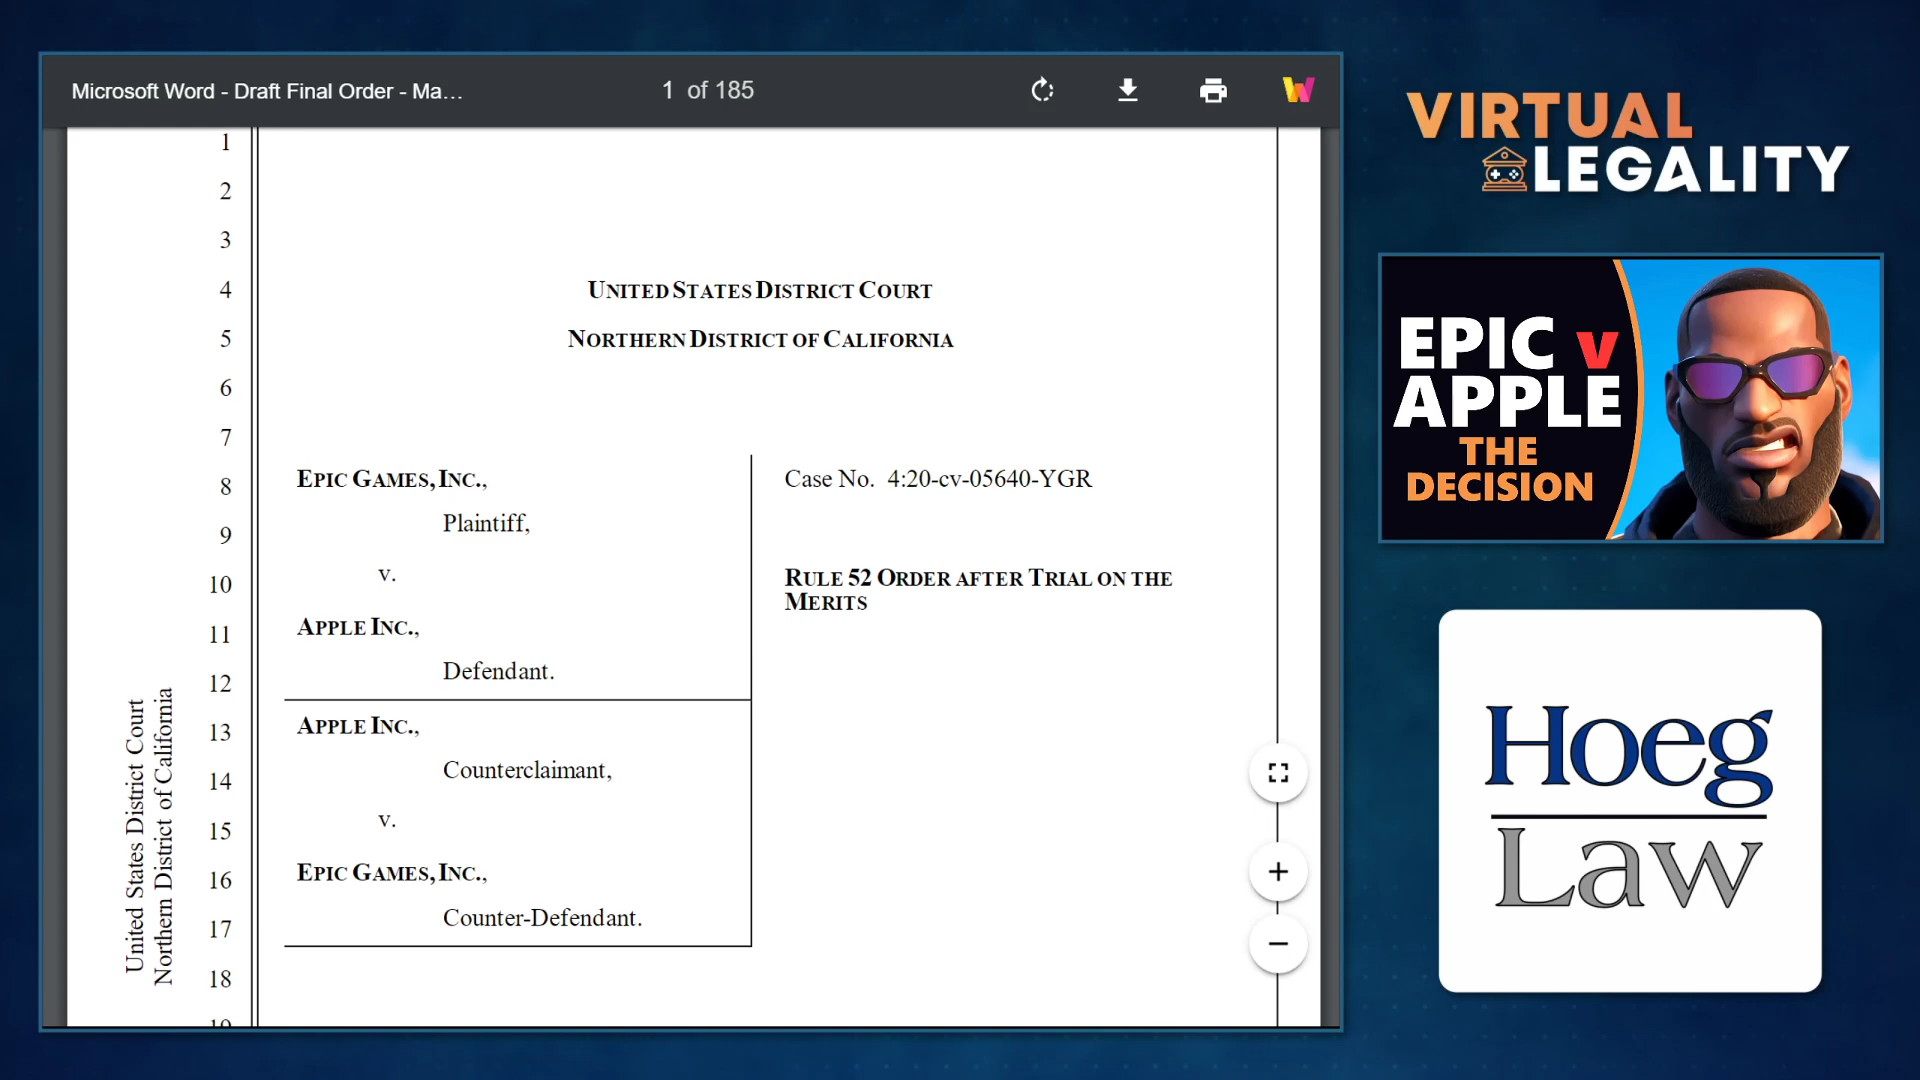 Microsoft Word - Draft Final Order - Ma...
1 of 185
1
2
3
4 UNITED STATES DISTRICT COURT
5 NORTHERN DISTRICT OF CALIFORNIA
6
7
8 EPIC GAMES, INC.,
9 Plaintiff,
10 v.
11 APPLE INC.,
12 Defendant.
13 APPLE INC.,
14 Counterclaimant,
15 v.
16 EPIC GAMES, INC.,
17 Counter-Defendant.
18
19
Case No. 4:20-cv-05640-YGR
RULE 52 ORDER AFTER TRIAL ON THE
MERITS
United States District Court
Northern District of California
VIRTUAL
LEGALITY
EPIC v
APPLE
THE
DECISION
Hoeg
Law